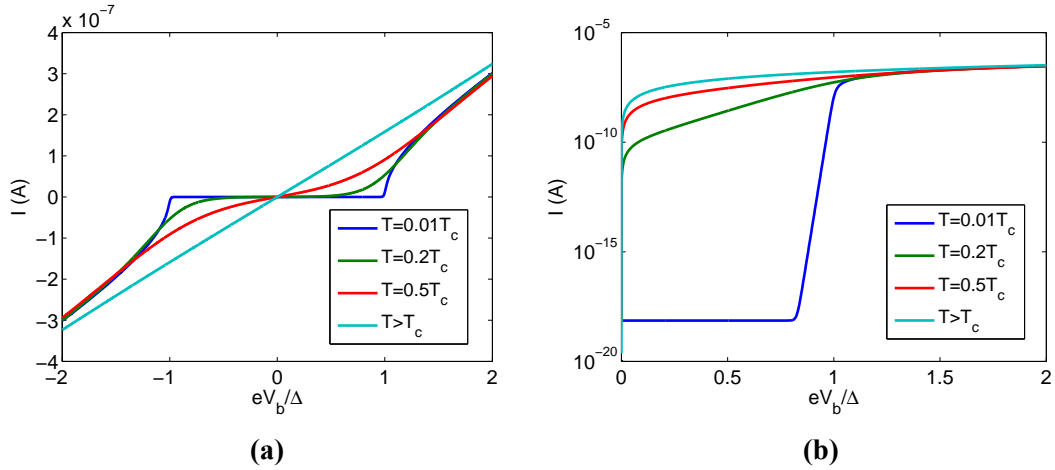 x 10⁻⁷
4
3
2
1
0
−1
−2
−3
−4
I (A)
−2 −1 0 1 2
eV_b/Δ
T=0.01T_c
T=0.2T_c
T=0.5T_c
T>T_c
(a)
10⁻⁵
10⁻¹⁰
10⁻¹⁵
10⁻²⁰
I (A)
0 0.5 1 1.5 2
eV_b/Δ
T=0.01T_c
T=0.2T_c
T=0.5T_c
T>T_c
(b)